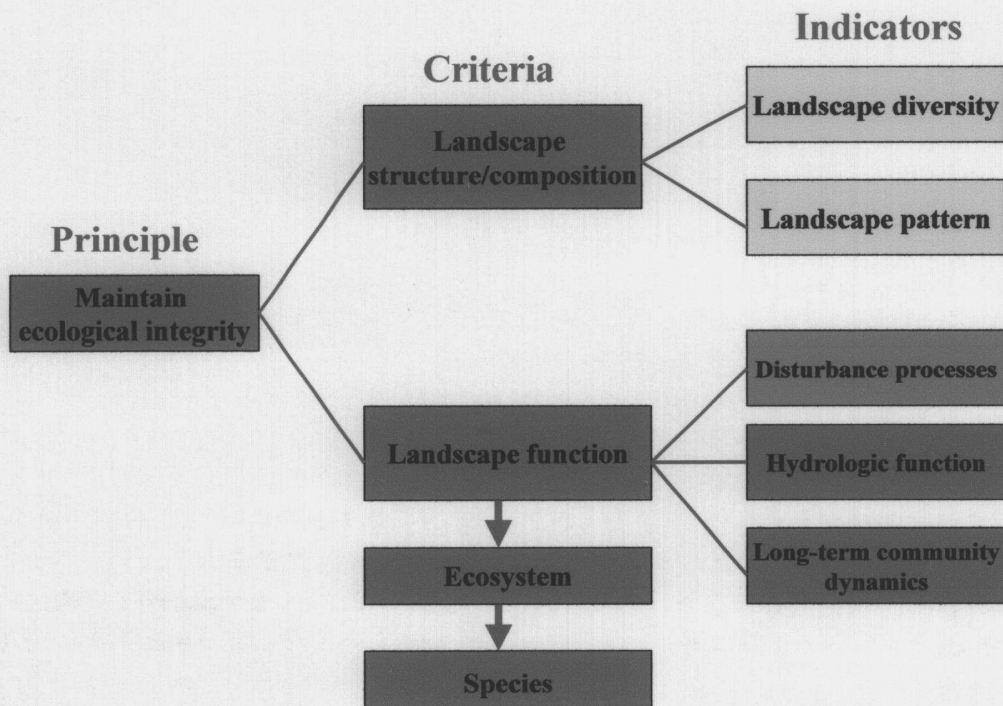 Indicators
Criteria
Landscape diversity
Landscape
structure/composition
Landscape pattern
Principle
Maintain
ecological integrity
Disturbance processes
Landscape function
Hydrologic function
Long-term community
dynamics
Ecosystem
Species